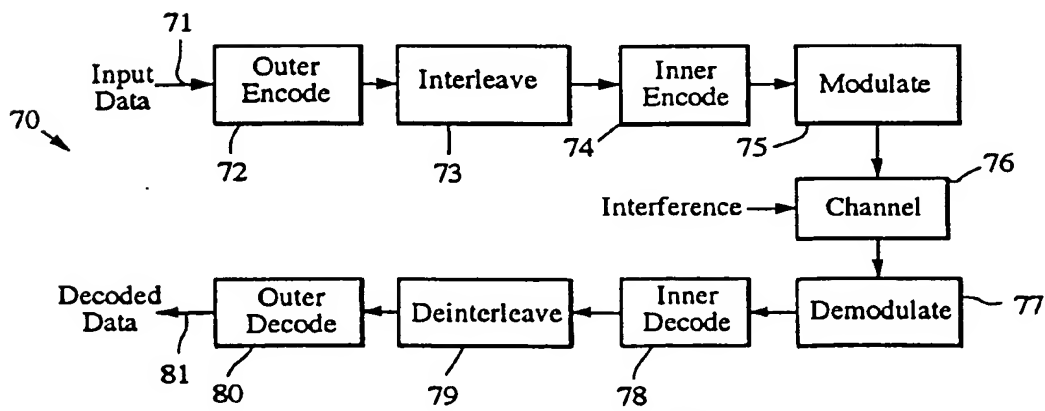 71
Input
Data
Outer
Encode
Interleave
Inner
Encode
Modulate
70
72
73
74
75
76
Interference
Channel
Decoded
Data
Outer
Decode
Deinterleave
Inner
Decode
Demodulate
77
81
80
79
78